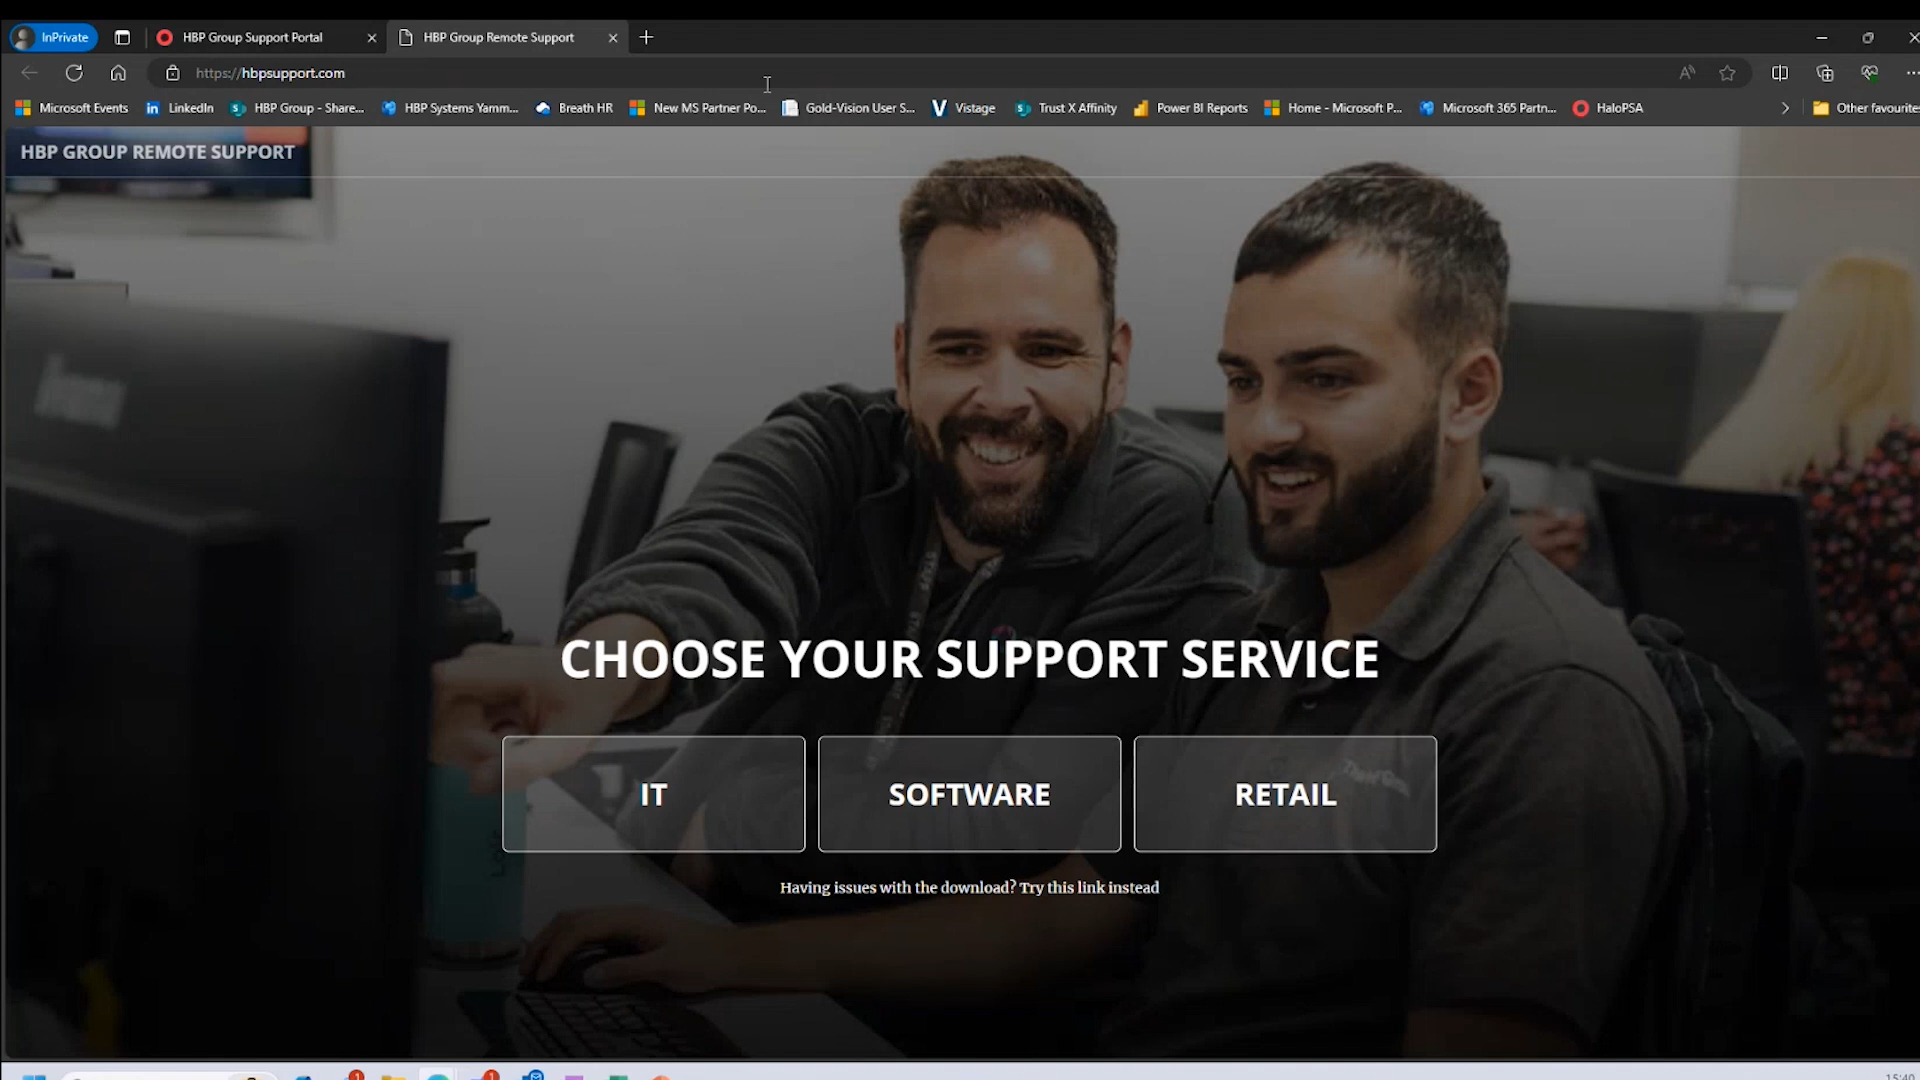 InPrivate
HBP Group Support Portal
HBP Group Remote Support
https://hbpsupport.com
Microsoft Events
LinkedIn
HBP Group - Share...
HBP Systems Yamm...
Breath HR
New MS Partner Po...
Gold-Vision User S...
Vistage
Trust X Affinity
Power BI Reports
Home - Microsoft P...
Microsoft 365 Partn...
HaloPSA
Other favourites
HBP GROUP REMOTE SUPPORT
CHOOSE YOUR SUPPORT SERVICE
IT
SOFTWARE
RETAIL
Having issues with the download? Try this link instead
15:40